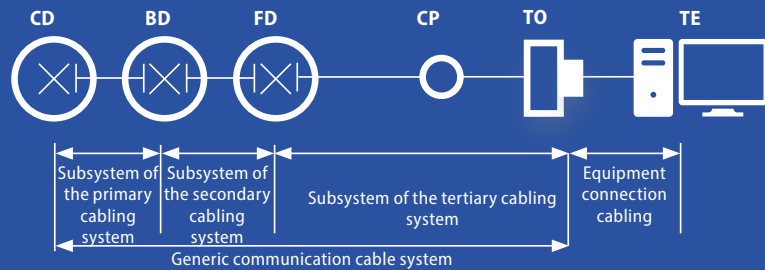 CD BD FD CP TO TE
Subsystem of
the primary
cabling
system
Subsystem of
the secondary
cabling
system
Subsystem of the tertiary cabling
system
Equipment
connection
cabling
Generic communication cable system